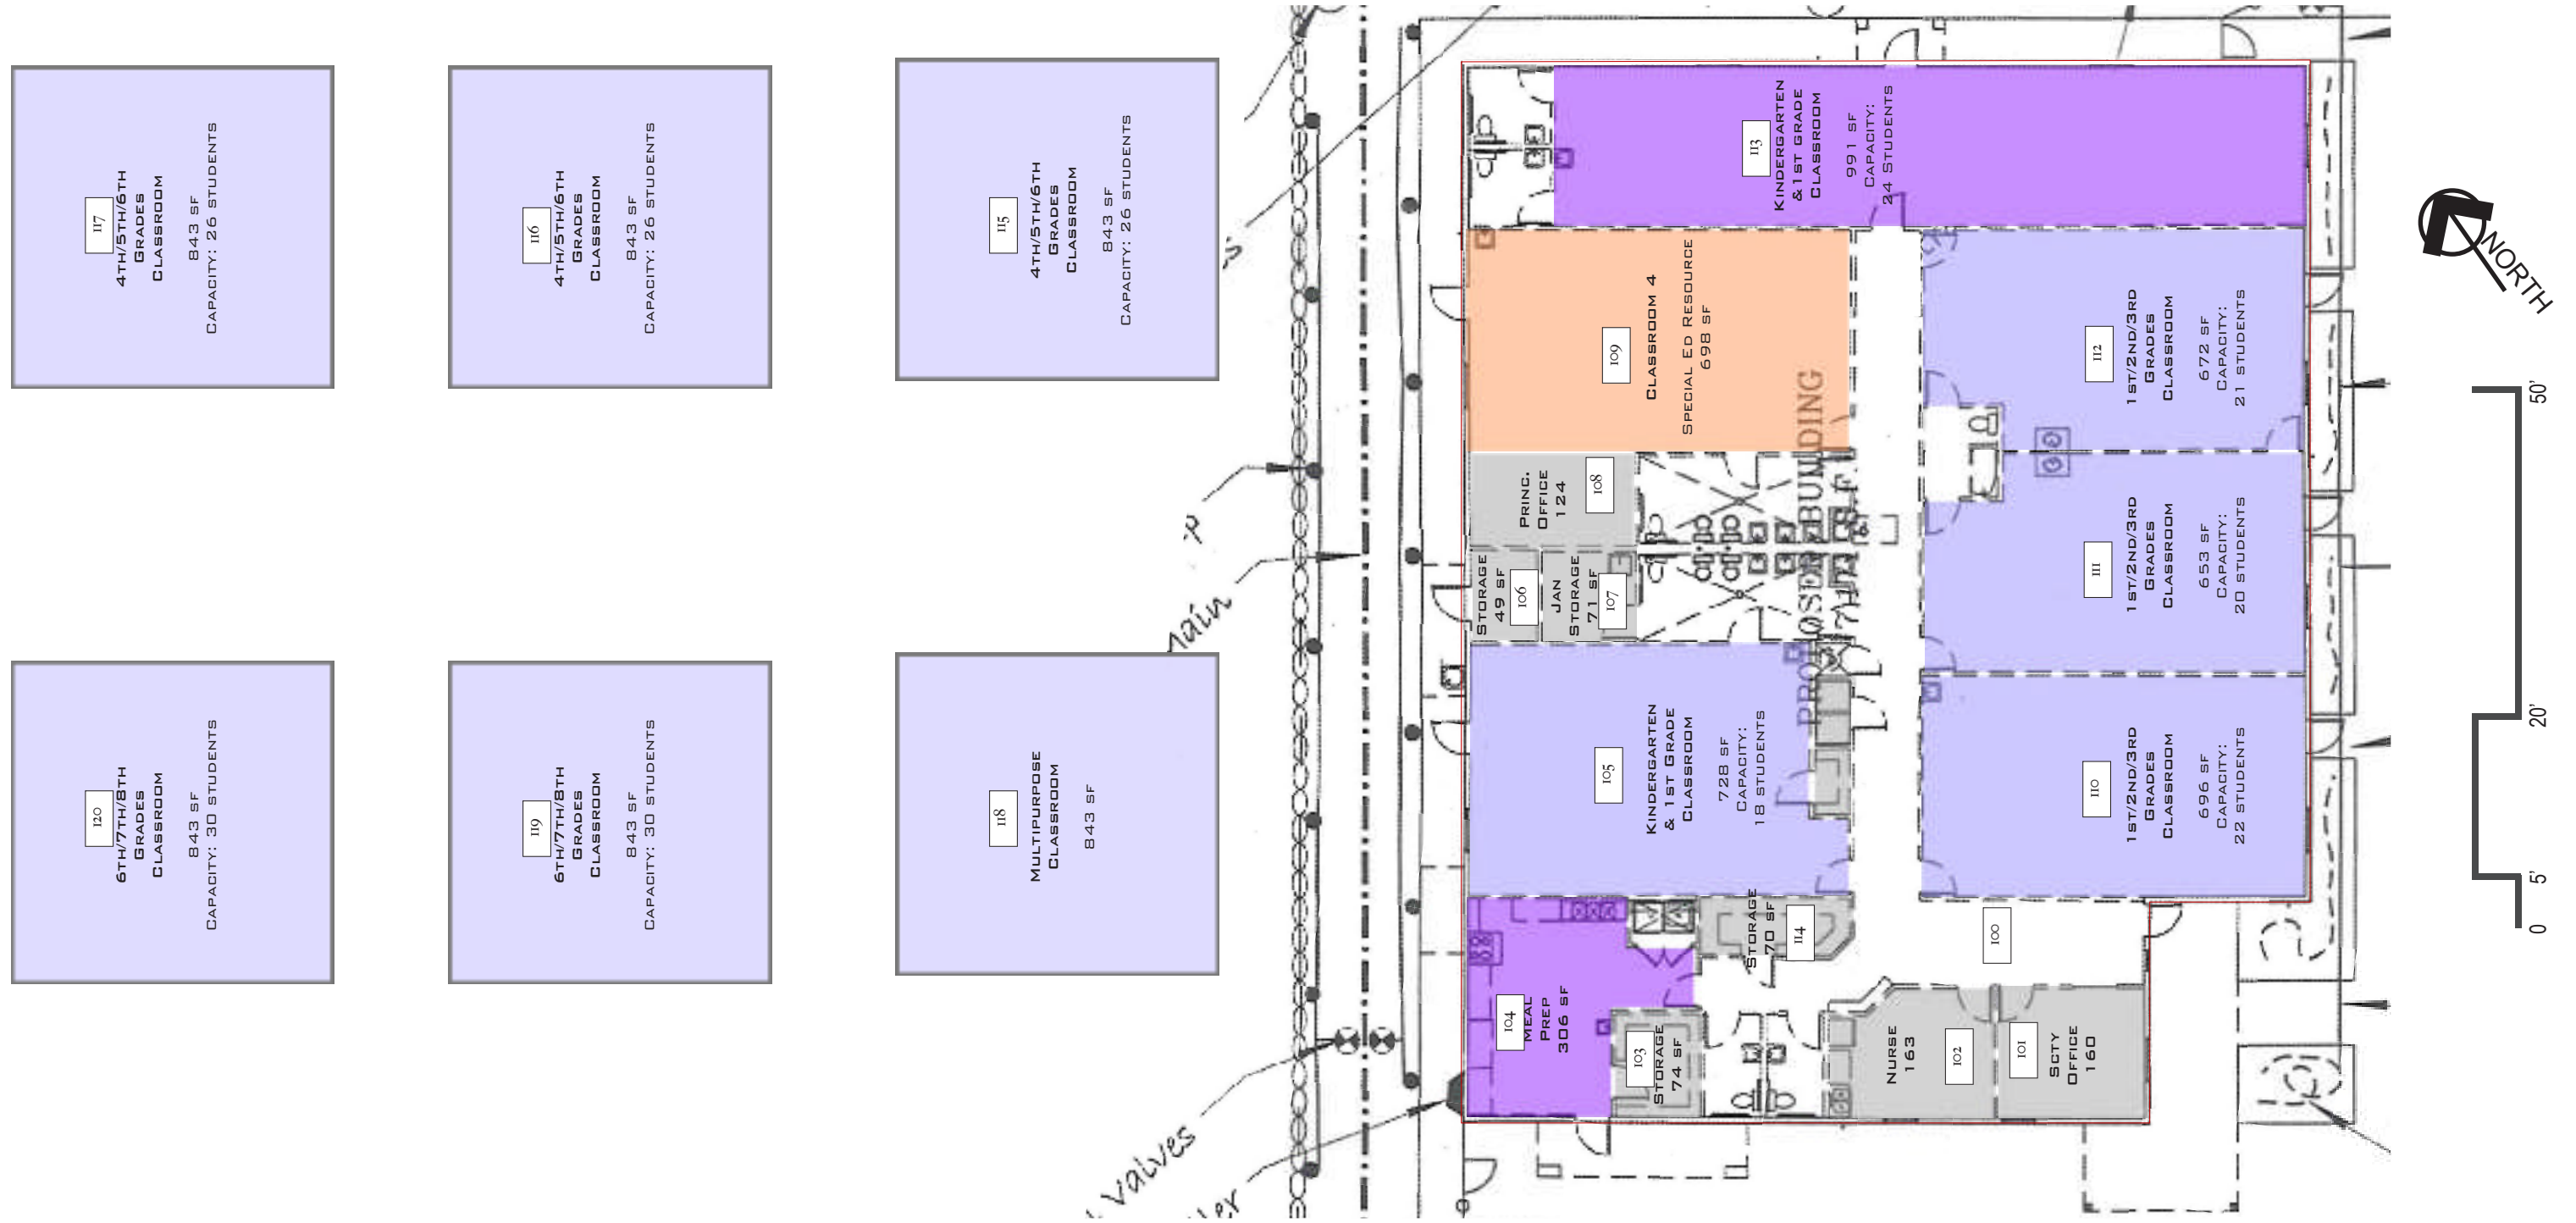 117
4TH/5TH/6TH
GRADES
CLASSROOM
843 SF
CAPACITY: 26 STUDENTS
116
4TH/5TH/6TH
GRADES
CLASSROOM
843 SF
CAPACITY: 26 STUDENTS
115
4TH/5TH/6TH
GRADES
CLASSROOM
843 SF
CAPACITY: 26 STUDENTS
120
6TH/7TH/8TH
GRADES
CLASSROOM
843 SF
CAPACITY: 30 STUDENTS
119
6TH/7TH/8TH
GRADES
CLASSROOM
843 SF
CAPACITY: 30 STUDENTS
118
MULTIPURPOSE
CLASSROOM
843 SF
113
KINDERGARTEN
&1ST GRADE
CLASSROOM
991 SF
CAPACITY:
24 STUDENTS
109
CLASSROOM 4
SPECIAL ED RESOURCE
698 SF
112
1ST/2ND/3RD
GRADES
CLASSROOM
672 SF
CAPACITY:
21 STUDENTS
PRINC.
OFFICE
124
108
STORAGE
49 SF
106
JAN
STORAGE
71 SF
107
BUILDING
111
1ST/2ND/3RD
GRADES
CLASSROOM
653 SF
CAPACITY:
20 STUDENTS
105
KINDERGARTEN
& 1ST GRADE
CLASSROOM
728 SF
CAPACITY:
18 STUDENTS
110
1ST/2ND/3RD
GRADES
CLASSROOM
696 SF
CAPACITY:
22 STUDENTS
104
MEAL
PREP
306 SF
103
STORAGE
74 SF
STORAGE
70 SF
114
100
NURSE
163
102
101
SCTY
OFFICE
160
valves
NORTH
50'
20'
5'
0